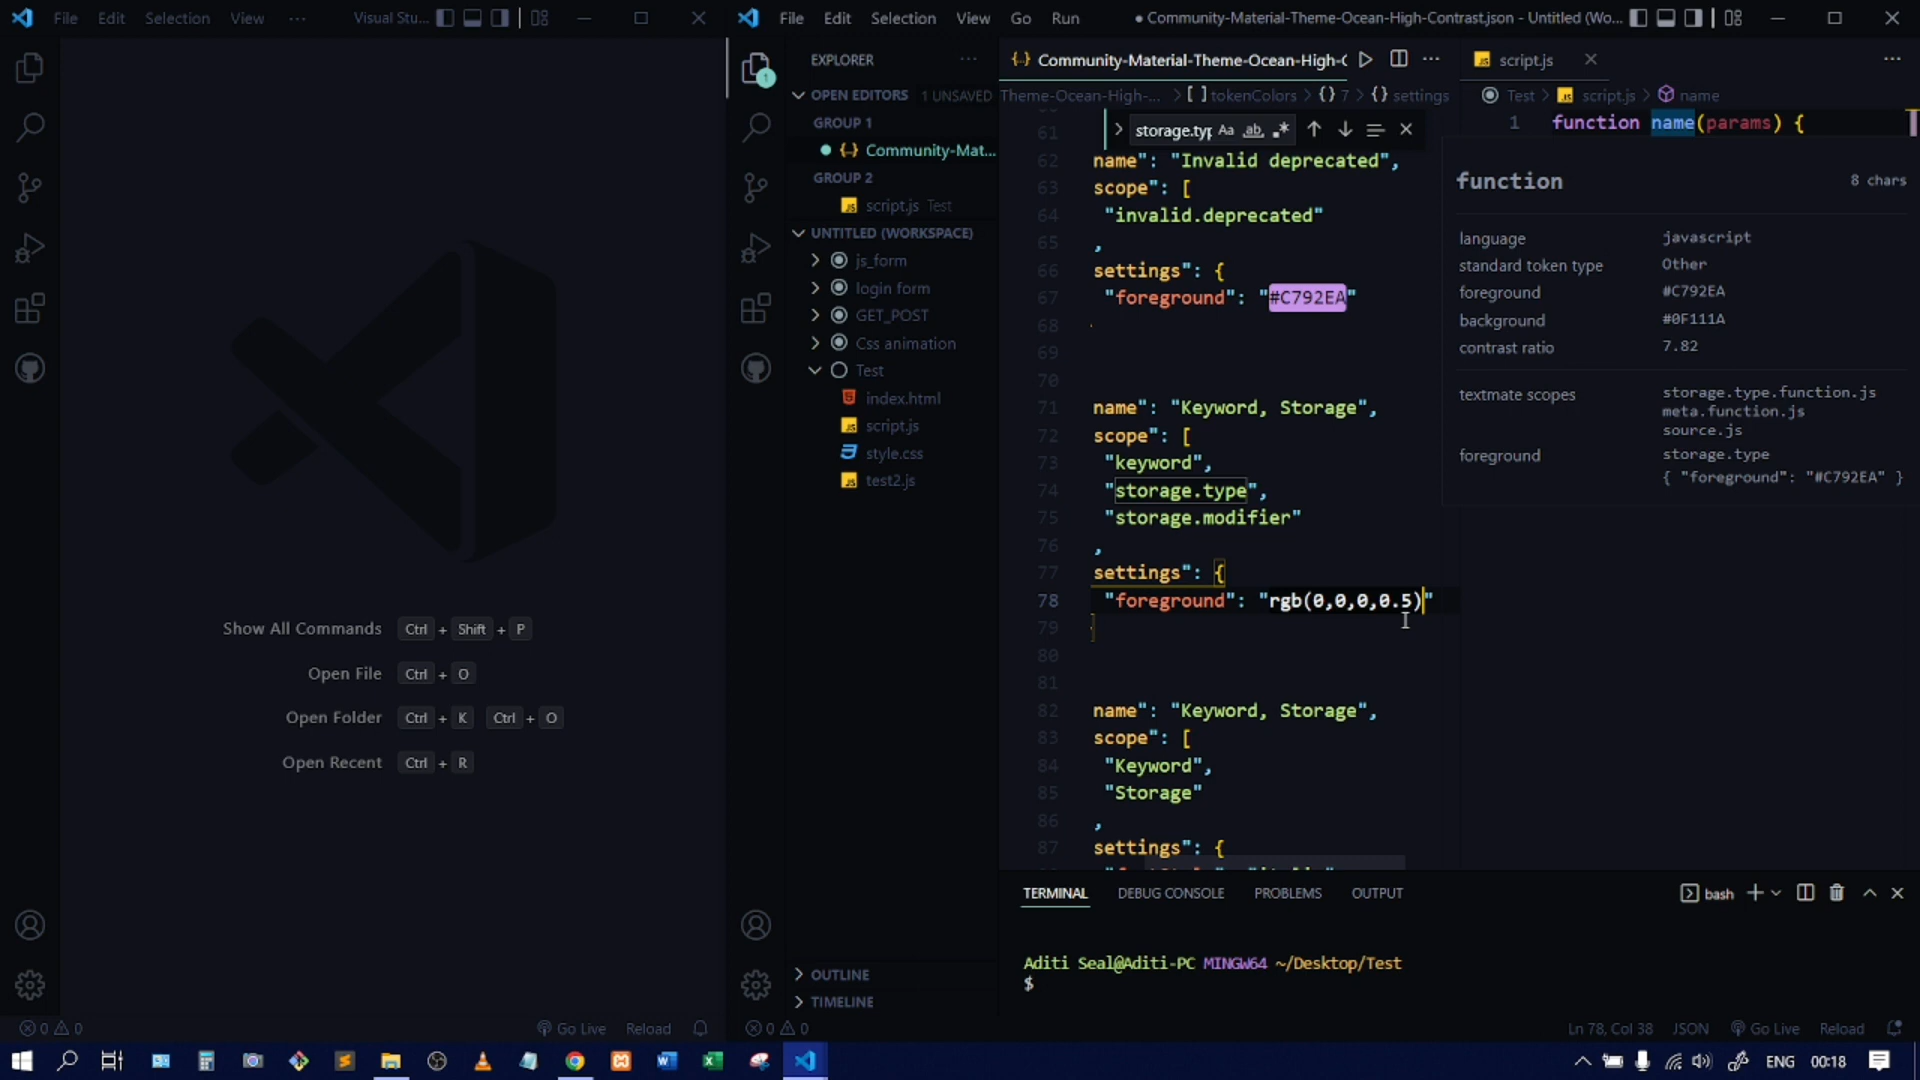 File Edit Selection View ··· Visual Stu...
File Edit Selection View Go Run
● Community-Material-Theme-Ocean-High-Contrast.json - Untitled (Wo...
Show All Commands Ctrl + Shift + P
Open File Ctrl + O
Open Folder Ctrl + K Ctrl + O
Open Recent Ctrl + R
0 0 Go Live Reload
1
EXPLORER ···
OPEN EDITORS 1 UNSAVED
GROUP 1
{··} Community-Mat...
GROUP 2
JS script.js Test
UNTITLED (WORKSPACE)
js_form
login form
GET_POST
Css animation
Test
index.html
JS script.js
style.css
JS test2.js
OUTLINE
TIMELINE
{··} Community-Material-Theme-Ocean-High-C ···
Theme-Ocean-High-... > [ ] tokenColors > {} 7 > {} settings
storage.typ Aa ab
61
62 name": "Invalid deprecated",
63 scope": [
64 "invalid.deprecated"
65 ,
66 settings": {
67 "foreground": "#C792EA"
68
69
70
71 name": "Keyword, Storage",
72 scope": [
73 "keyword",
74 "storage.type",
75 "storage.modifier"
76 ,
77 settings": {
78 "foreground": "rgb(0,0,0,0.5)"
79 }
80
81
82 name": "Keyword, Storage",
83 scope": [
84 "Keyword",
85 "Storage"
86 ,
87 settings": {
JS script.js ···
Test > JS script.js > name
1 function name(params) {
function 8 chars
language javascript
standard token type Other
foreground #C792EA
background #0F111A
contrast ratio 7.82
textmate scopes storage.type.function.js
meta.function.js
source.js
foreground storage.type
{ "foreground": "#C792EA" }
TERMINAL DEBUG CONSOLE PROBLEMS OUTPUT bash
Aditi Seal@Aditi-PC MINGW64 ~/Desktop/Test
$
0 0 Ln 78, Col 38 JSON Go Live Reload
ENG 00:18